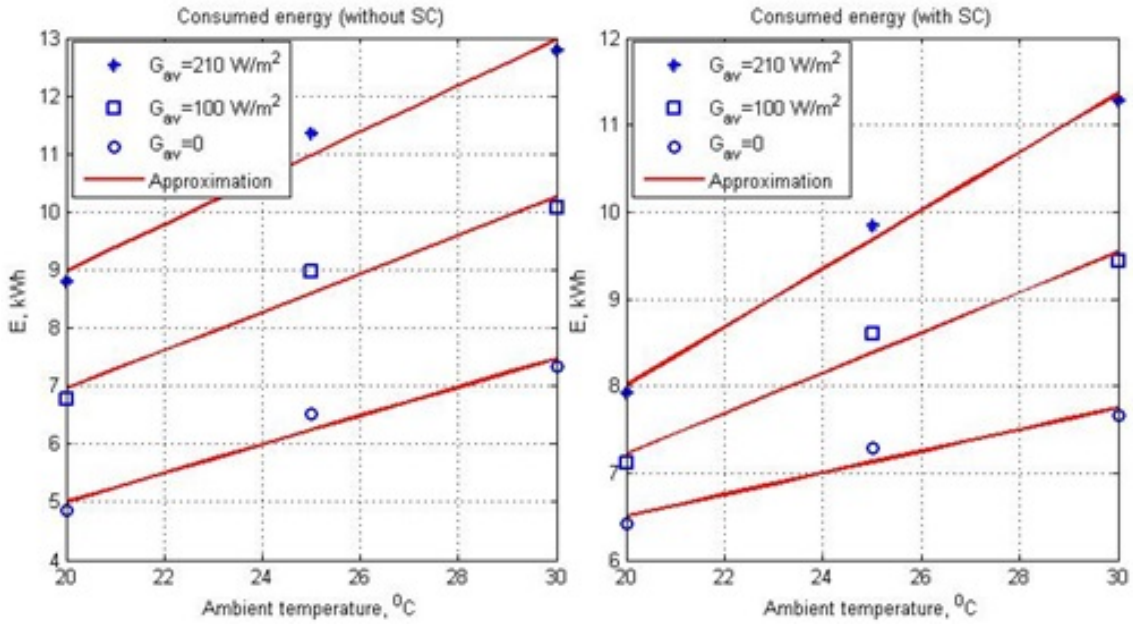 Consumed energy (without SC)
13
12
11
10
9
8
7
6
5
4
E, kWh
G_av=210 W/m²
G_av=100 W/m²
G_av=0
Approximation
20 22 24 26 28 30
Ambient temperature, ⁰C
Consumed energy (with SC)
12
11
10
9
8
7
6
E, kWh
G_av=210 W/m²
G_av=100 W/m²
G_av=0
Approximation
20 22 24 26 28 30
Ambient temperature, ⁰C